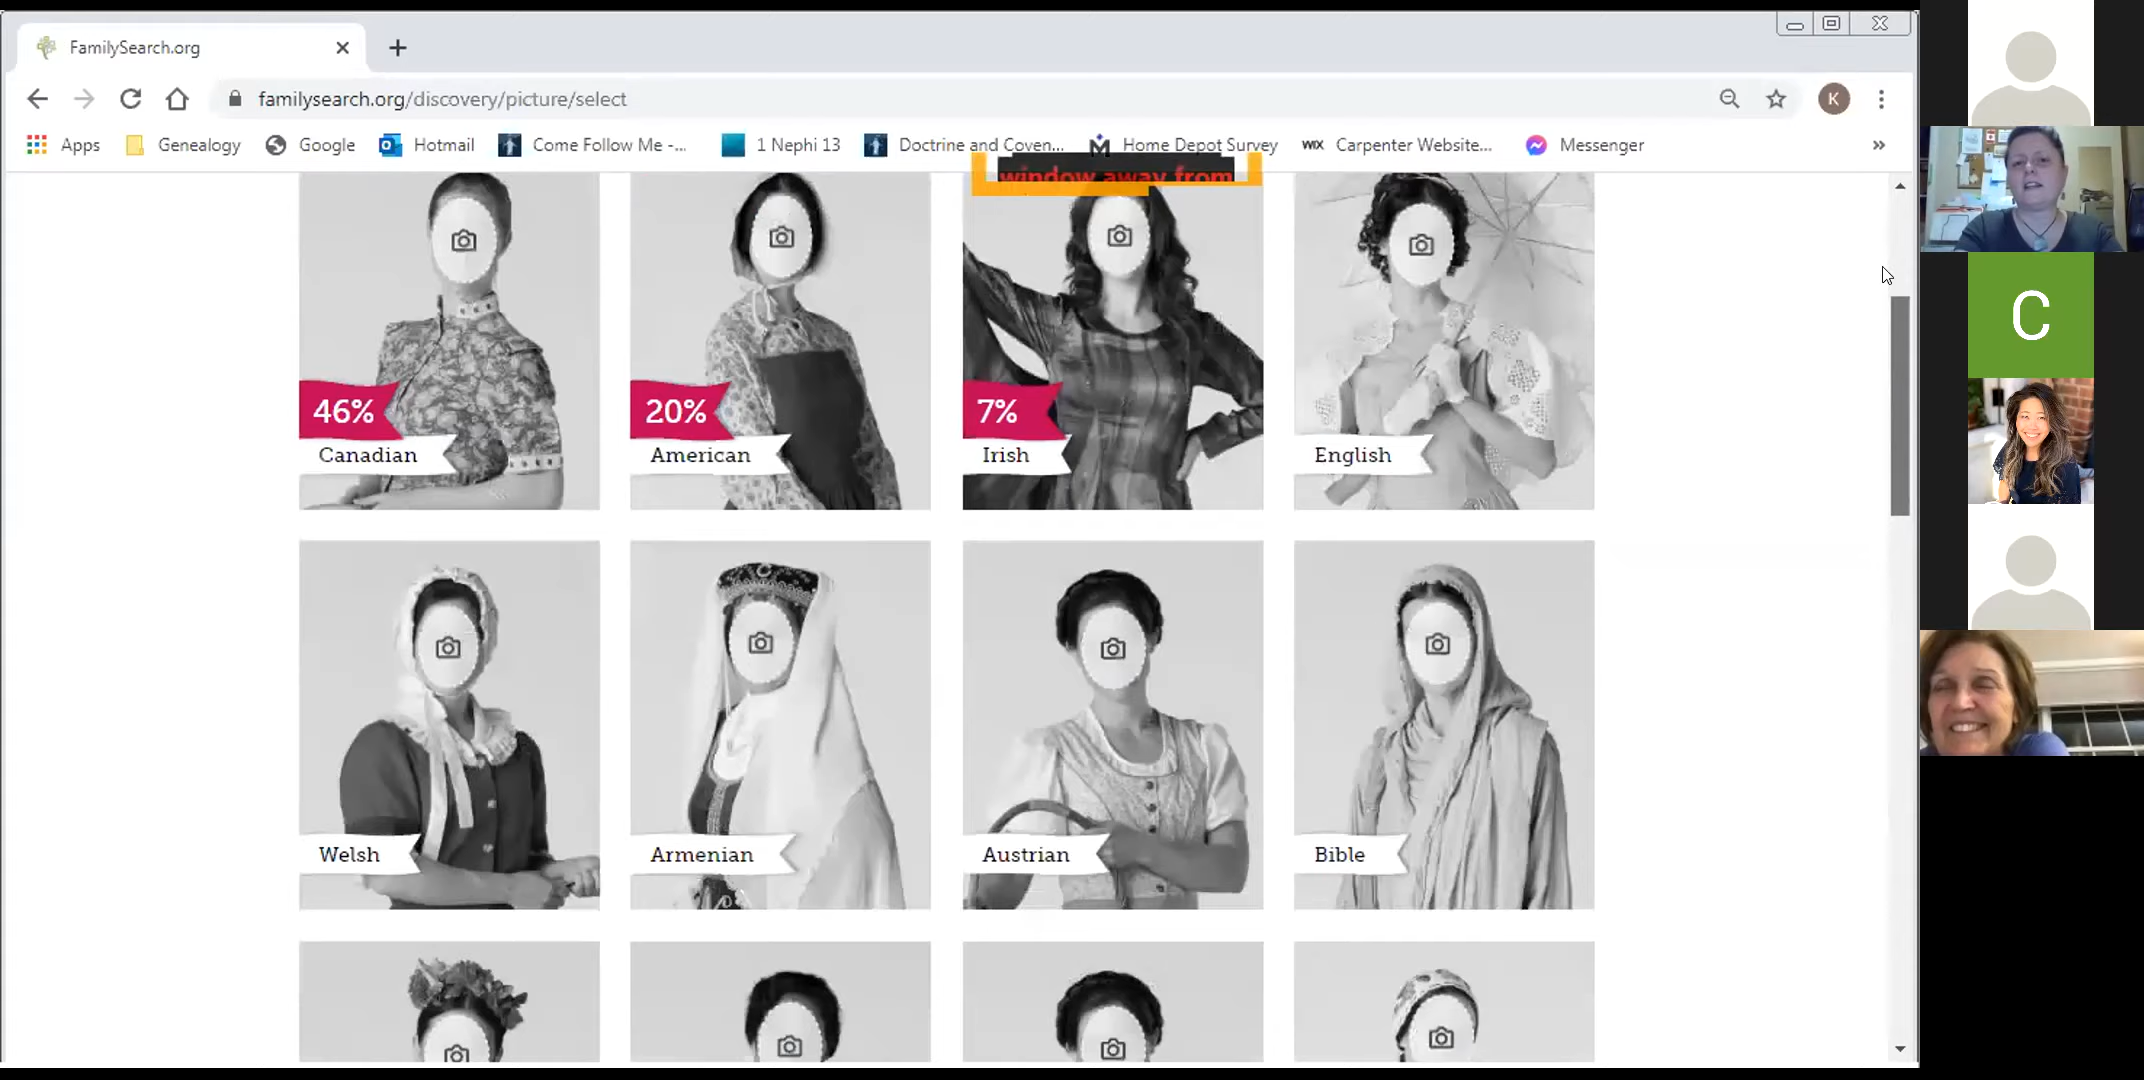 FamilySearch.org
familysearch.org/discovery/picture/select
K
Apps Genealogy Google Hotmail Come Follow Me -... 1 Nephi 13 Doctrine and Coven... Home Depot Survey WIX Carpenter Website... Messenger »
window away from
46%
Canadian
20%
American
7%
Irish
English
Welsh
Armenian
Austrian
Bible
C